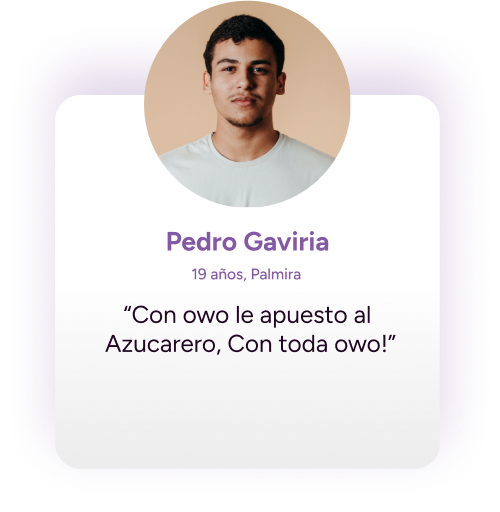 Pedro Gaviria
19 años, Palmira
“Con owo le apuesto al
Azucarero, Con toda owo!”